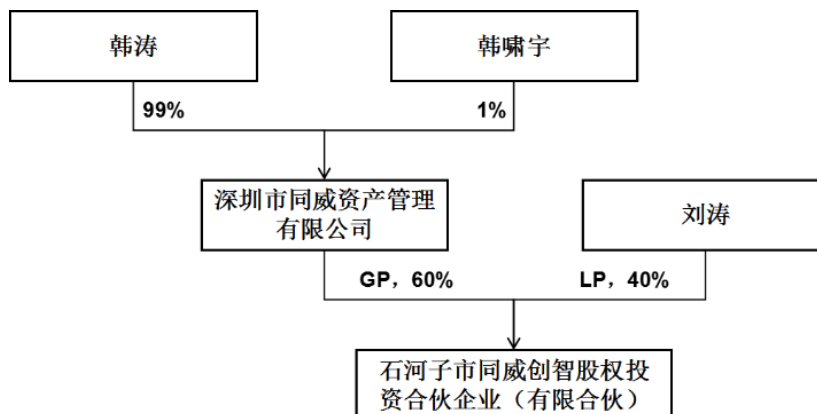 韩涛
韩啸宇
99%
1%
深圳市同威资产管理
有限公司
刘涛
GP，60%
LP，40%
石河子市同威创智股权投
资合伙企业（有限合伙）